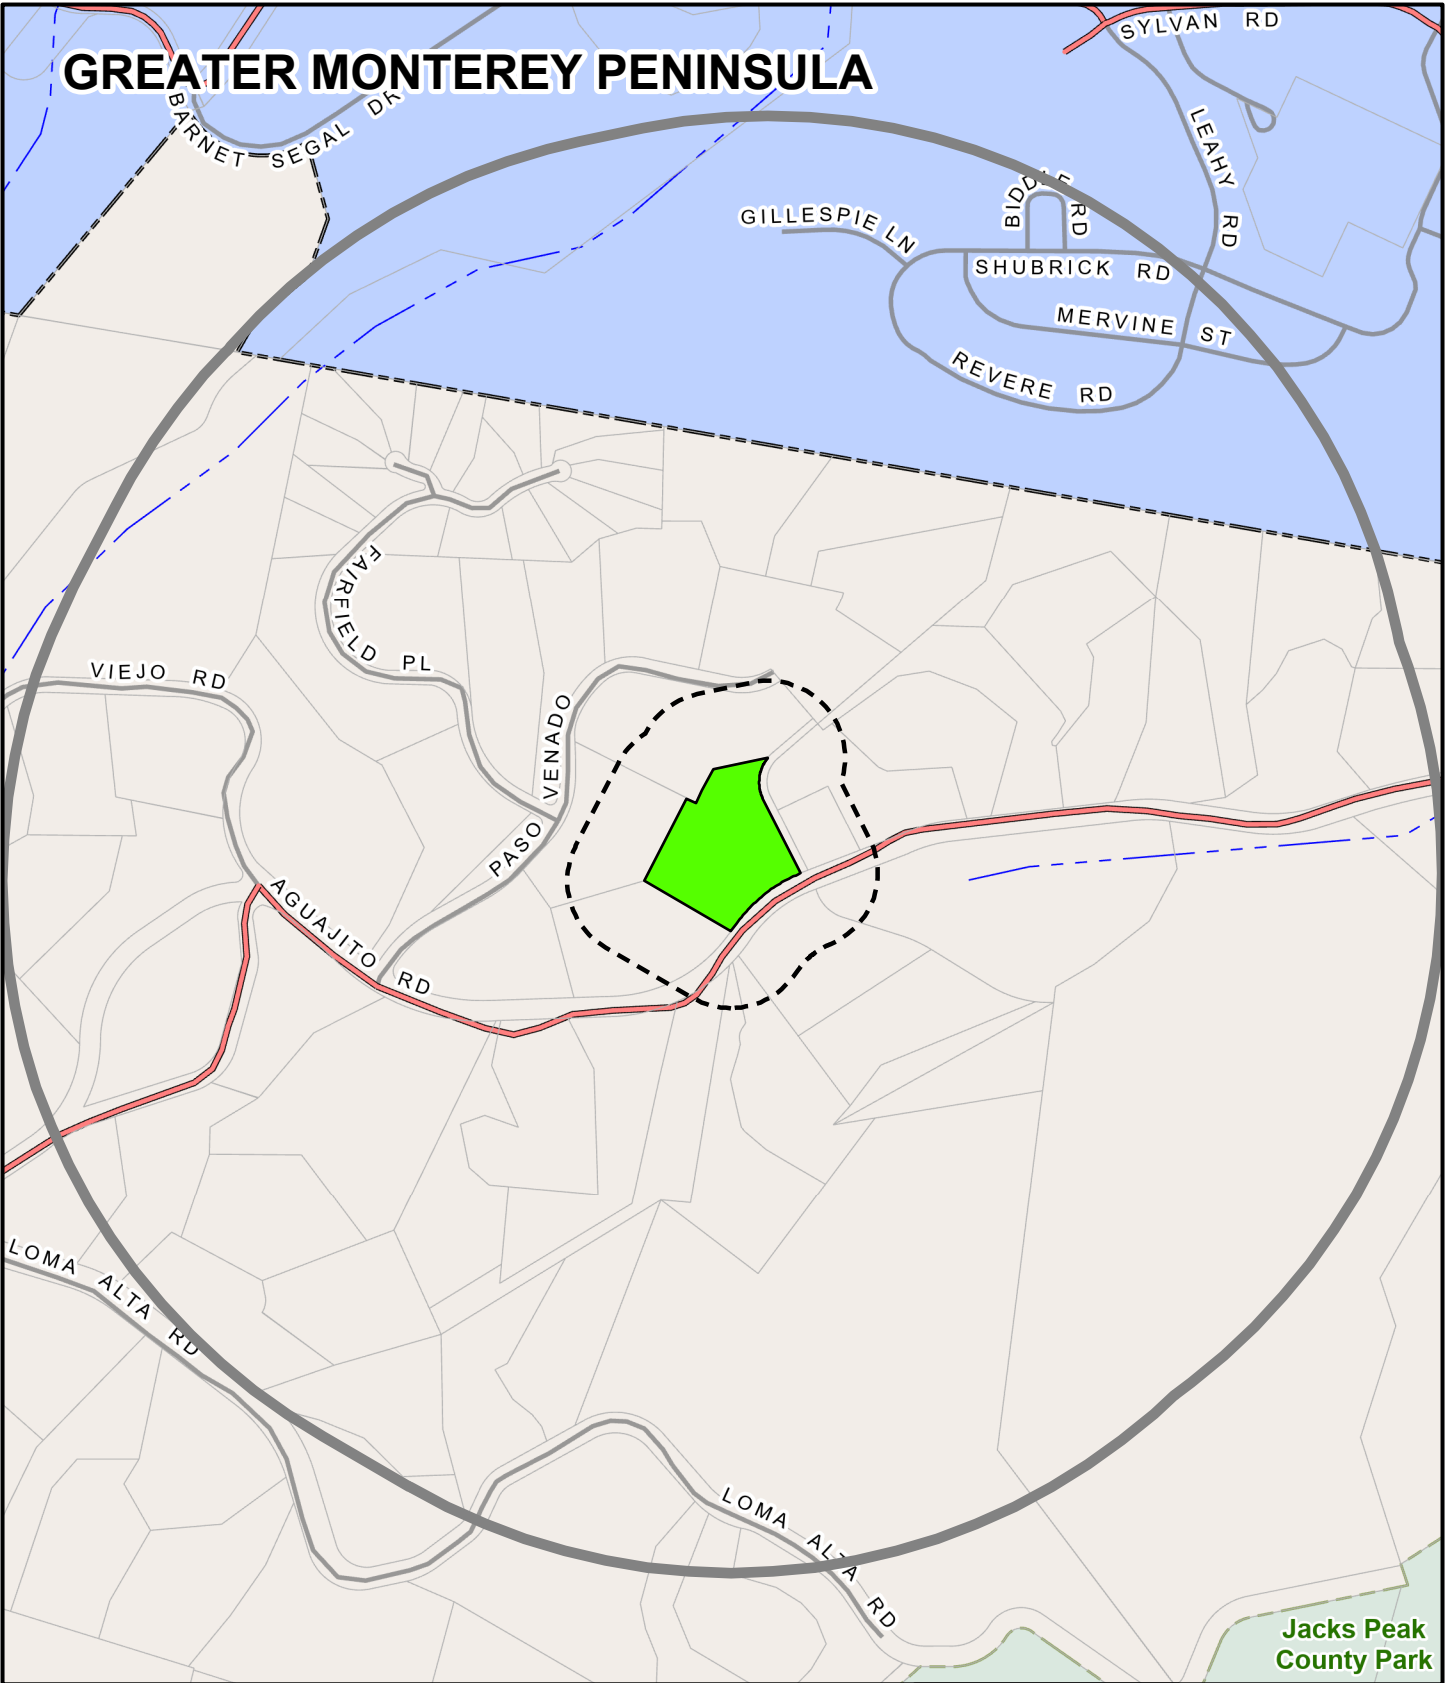 SYLVAN RD
GREATER MONTEREY PENINSULA
BARNET SEGAL DR
LEAHY RD
BIDDLE RD
GILLESPIE LN
SHUBRICK RD
MERVINE ST
REVERE RD
FAIRFIELD PL
VIEJO RD
PASO VENADO
AGUAJITO RD
LOMA ALTA RD
LOMA ALTA RD
Jacks Peak
County Park